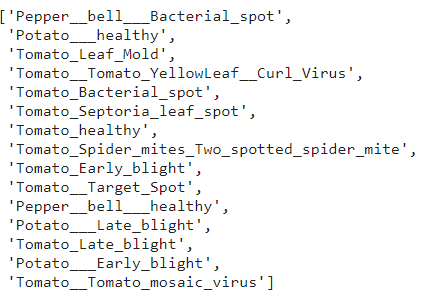 ['Pepper__bell___Bacterial_spot',
'Potato___healthy',
'Tomato_Leaf_Mold',
'Tomato__Tomato_YellowLeaf__Curl_Virus',
'Tomato_Bacterial_spot',
'Tomato_Septoria_leaf_spot',
'Tomato_healthy',
'Tomato_Spider_mites_Two_spotted_spider_mite',
'Tomato_Early_blight',
'Tomato__Target_Spot',
'Pepper__bell___healthy',
'Potato___Late_blight',
'Tomato_Late_blight',
'Potato___Early_blight',
'Tomato__Tomato_mosaic_virus']